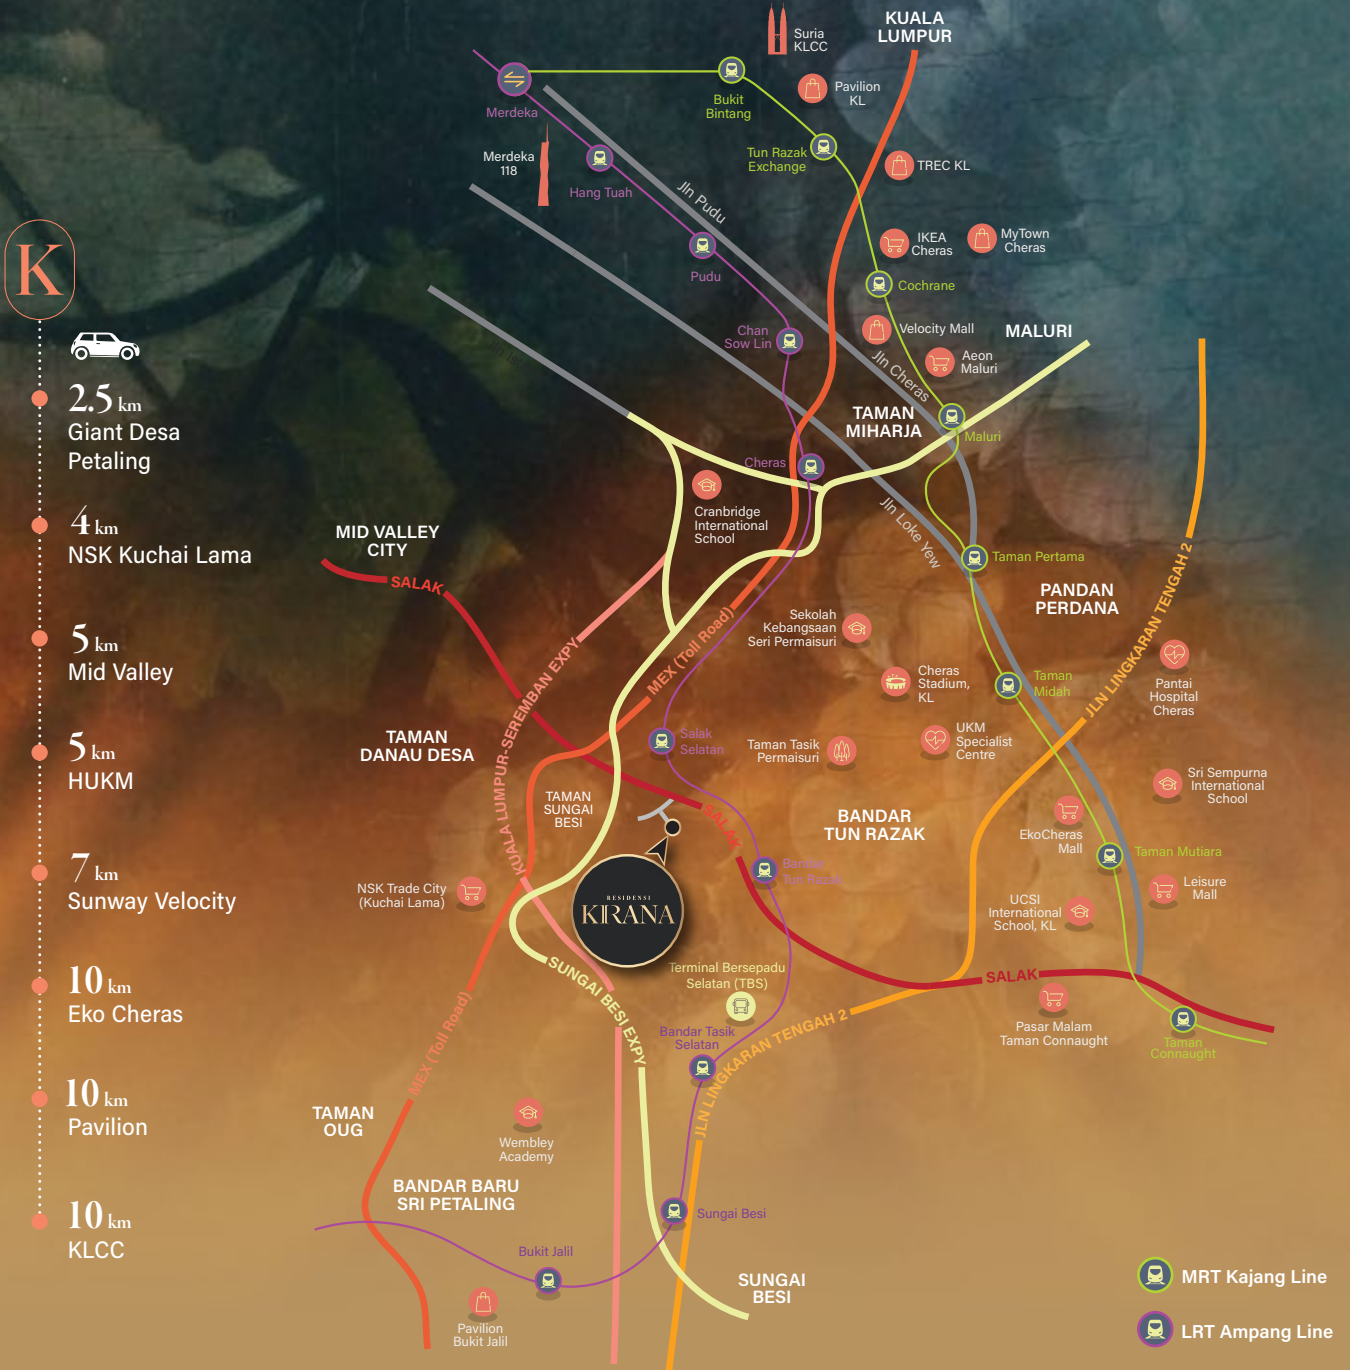 K
2.5 km
Giant Desa
Petaling
4 km
NSK Kuchai Lama
5 km
Mid Valley
5 km
HUKM
7 km
Sunway Velocity
10 km
Eko Cheras
10 km
Pavilion
10 km
KLCC
KUALA
LUMPUR
Suria
KLCC
Pavilion
KL
Merdeka
Bukit
Bintang
Tun Razak
Exchange
TREC KL
Merdeka
118
Hang Tuah
Jln Pudu
Pudu
IKEA
Cheras
MyTown
Cheras
Cochrane
Chan
Sow Lin
Velocity Mall
MALURI
Jln Cheras
Aeon
Maluri
TAMAN
MIHARJA
Maluri
Cheras
Cranbridge
International
School
Jln Loke Yew
MID VALLEY
CITY
SALAK
Taman Pertama
PANDAN
PERDANA
JLN LINGKARAN TENGAH 2
Sekolah
Kebangsaan
Seri Permaisuri
MEX (Toll Road)
KUALA LUMPUR-SEREMBAN EXPY
Cheras
Stadium,
KL
Taman
Midah
Pantai
Hospital
Cheras
TAMAN
DANAU DESA
Salak
Selatan
Taman Tasik
Permaisuri
UKM
Specialist
Centre
Sri Sempurna
International
School
TAMAN
SUNGAI
BESI
SALAK
BANDAR
TUN RAZAK
EkoCheras
Mall
Taman Mutiara
Bandar
Tun Razak
NSK Trade City
(Kuchai Lama)
RESIDENSI
KIRANA
UCSI
International
School, KL
Leisure
Mall
SUNGAI BESI EXPY
Terminal Bersepadu
Selatan (TBS)
SALAK
Pasar Malam
Taman Connaught
Taman
Connaught
MEX (Toll Road)
Bandar Tasik
Selatan
JLN LINGKARAN TENGAH 2
TAMAN
OUG
Wembley
Academy
BANDAR BARU
SRI PETALING
Sungai Besi
Bukit Jalil
SUNGAI
BESI
Pavilion
Bukit Jalil
MRT Kajang Line
LRT Ampang Line